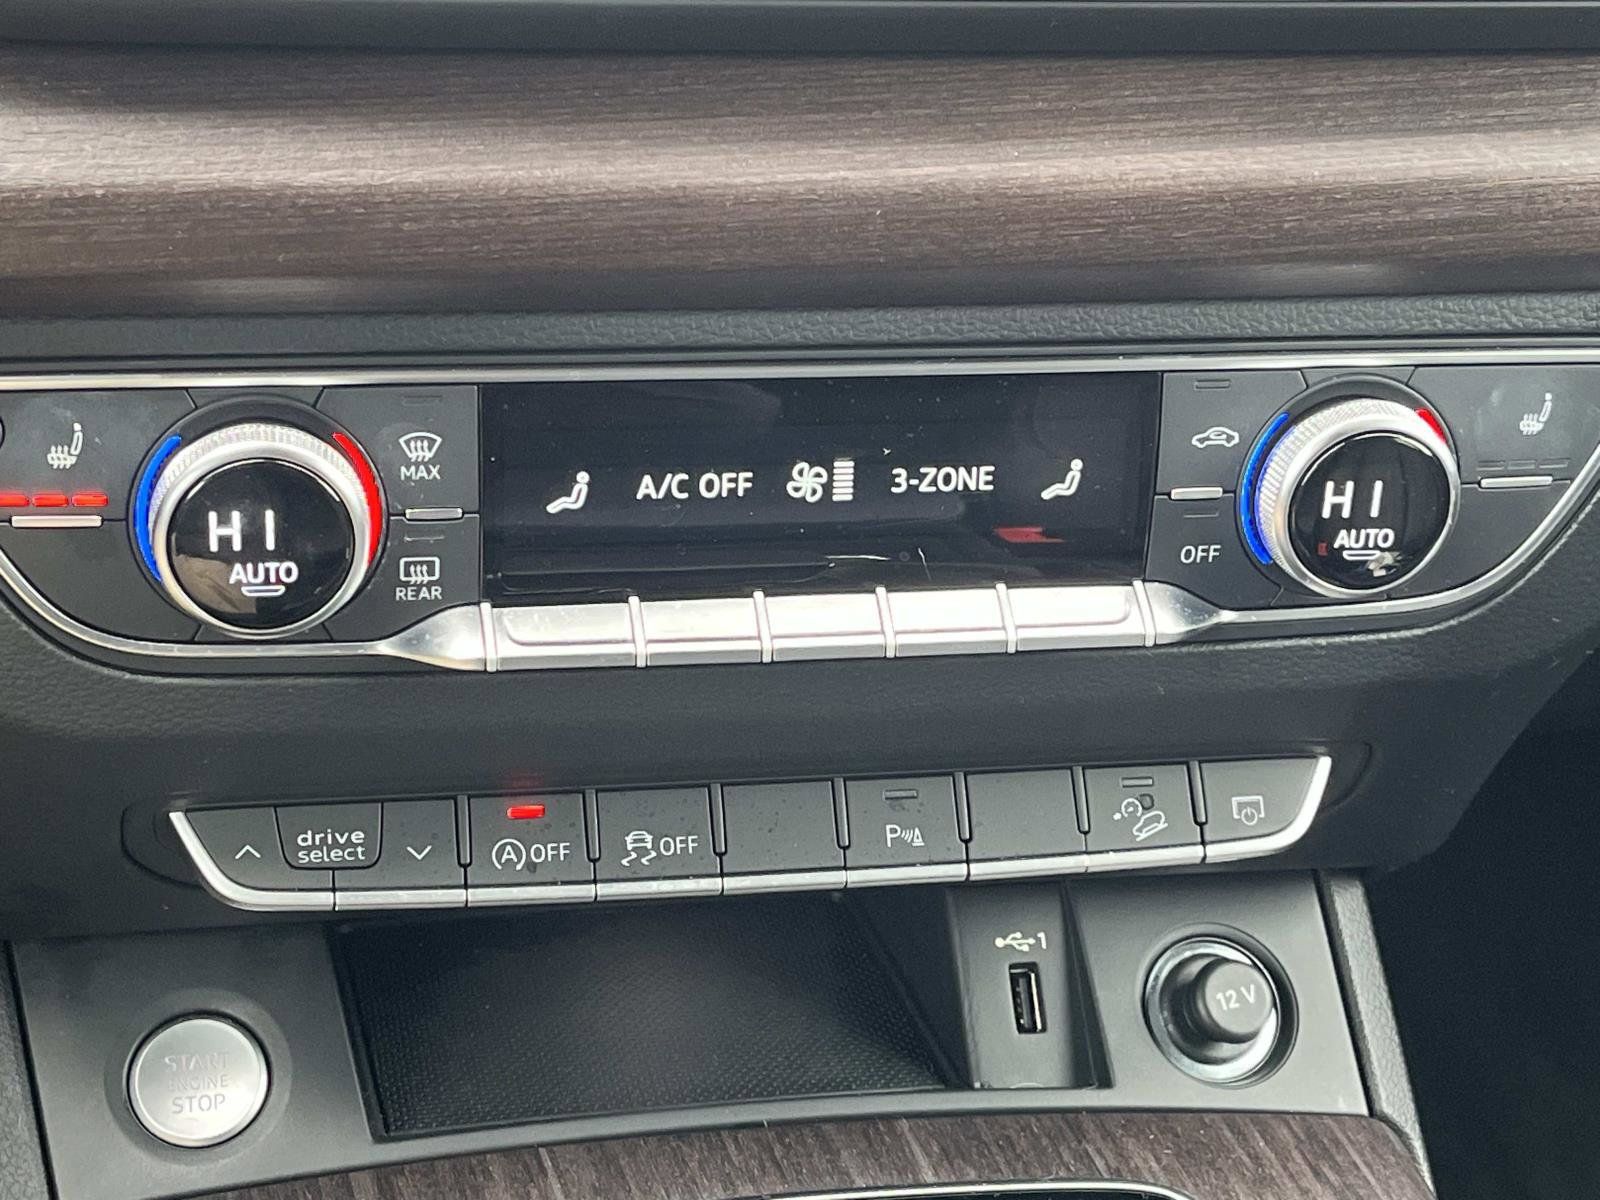 MAX
HI
AUTO
REAR
A/C OFF
3-ZONE
OFF
HI
AUTO
drive
select
A OFF
OFF
P
1
12 V
START
ENGINE
STOP